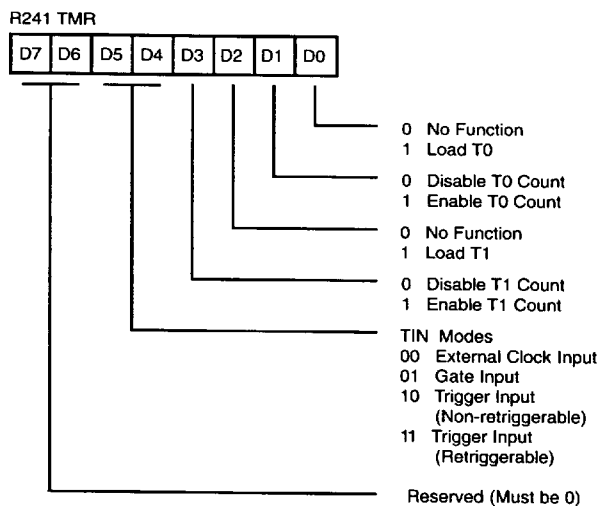 R241 TMR
D7 D6 D5 D4 D3 D2 D1 D0
0 No Function
1 Load T0
0 Disable T0 Count
1 Enable T0 Count
0 No Function
1 Load T1
0 Disable T1 Count
1 Enable T1 Count
TIN Modes
00 External Clock Input
01 Gate Input
10 Trigger Input
(Non-retriggerable)
11 Trigger Input
(Retriggerable)
Reserved (Must be 0)